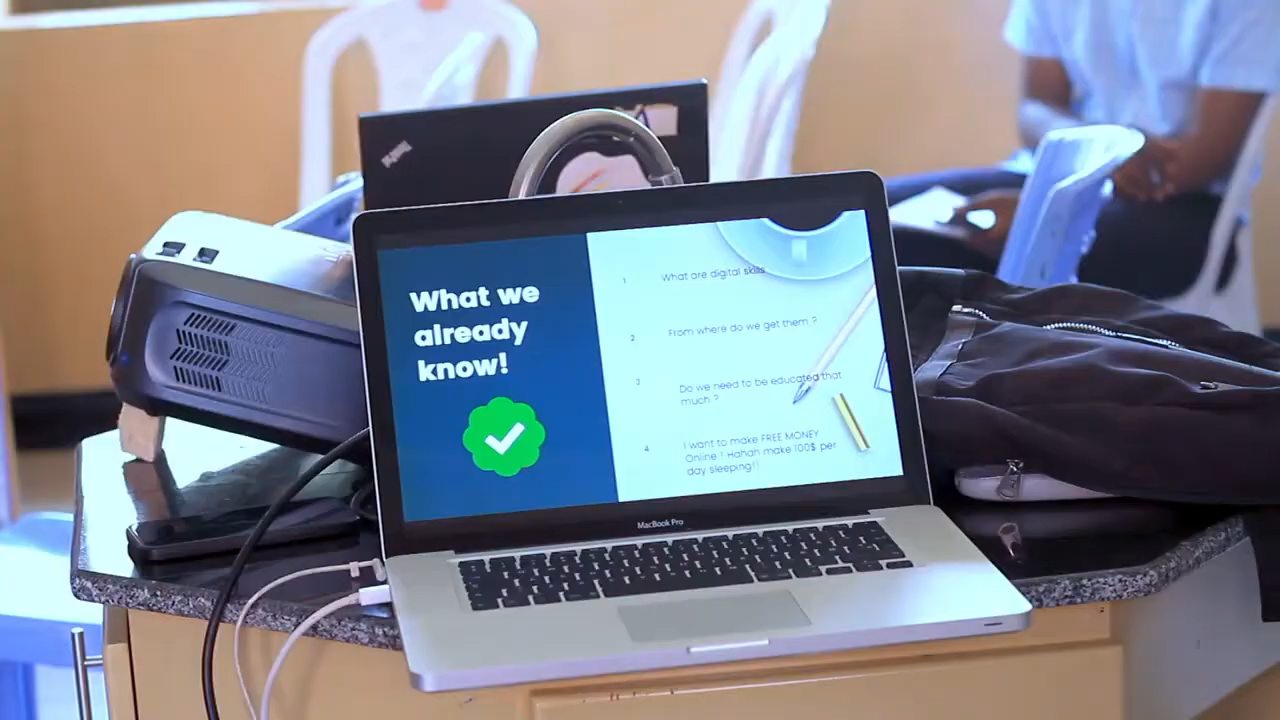 ThinkPad
What we
already
know!
1 What are digital skills
2 From where do we get them ?
3 Do we need to be educated that
much ?
4 I want to make FREE MONEY
Online ! Hahah make 100$ per
day sleeping!!
MacBook Pro